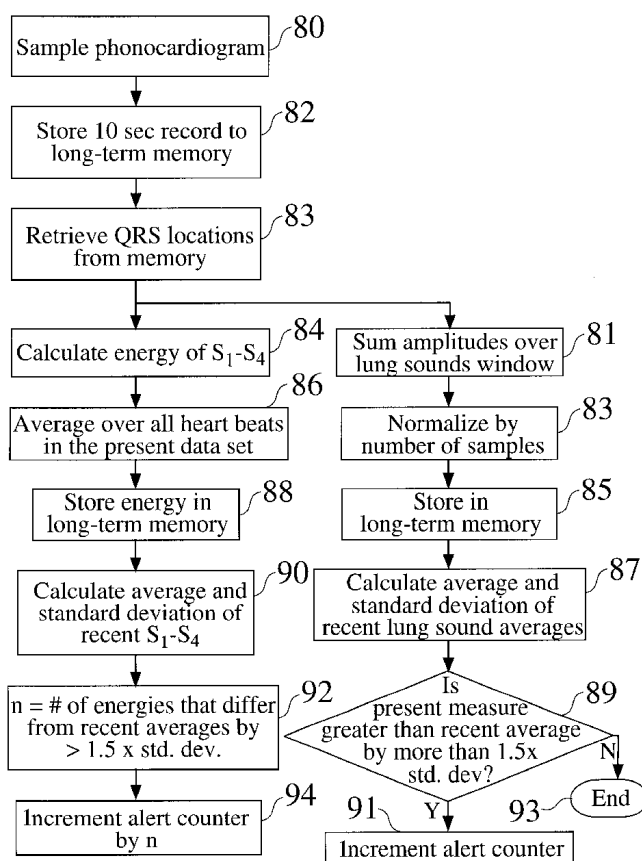 Sample phonocardiogram
80
Store 10 sec record to
long-term memory
82
Retrieve QRS locations
from memory
83
Calculate energy of S1-S4
84
Average over all heart beats
in the present data set
86
Store energy in
long-term memory
88
Calculate average and
standard deviation of
recent S1-S4
90
n = # of energies that differ
from recent averages by
> 1.5 x std. dev.
92
Increment alert counter
by n
94
Sum amplitudes over
lung sounds window
81
Normalize by
number of samples
83
Store in
long-term memory
85
Calculate average and
standard deviation of
recent lung sound averages
87
Is
present measure
greater than recent average
by more than 1.5x
std. dev?
89
N
End
93
Y
91
Increment alert counter